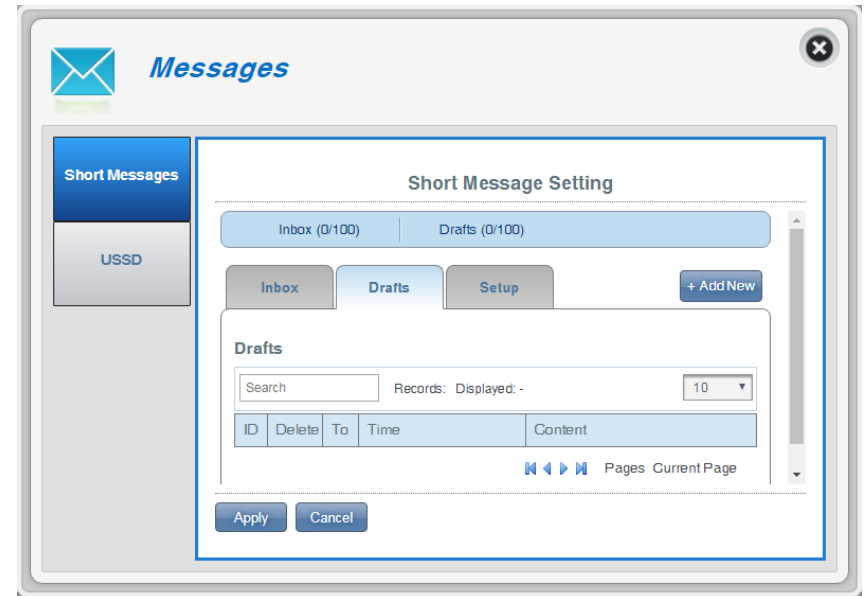 Messages
Short Messages
USSD
Short Message Setting
Inbox (0/100) Drafts (0/100)
Inbox Drafts Setup + Add New
Drafts
Search Records: Displayed: - 10
ID Delete To Time Content
Pages Current Page
Apply Cancel